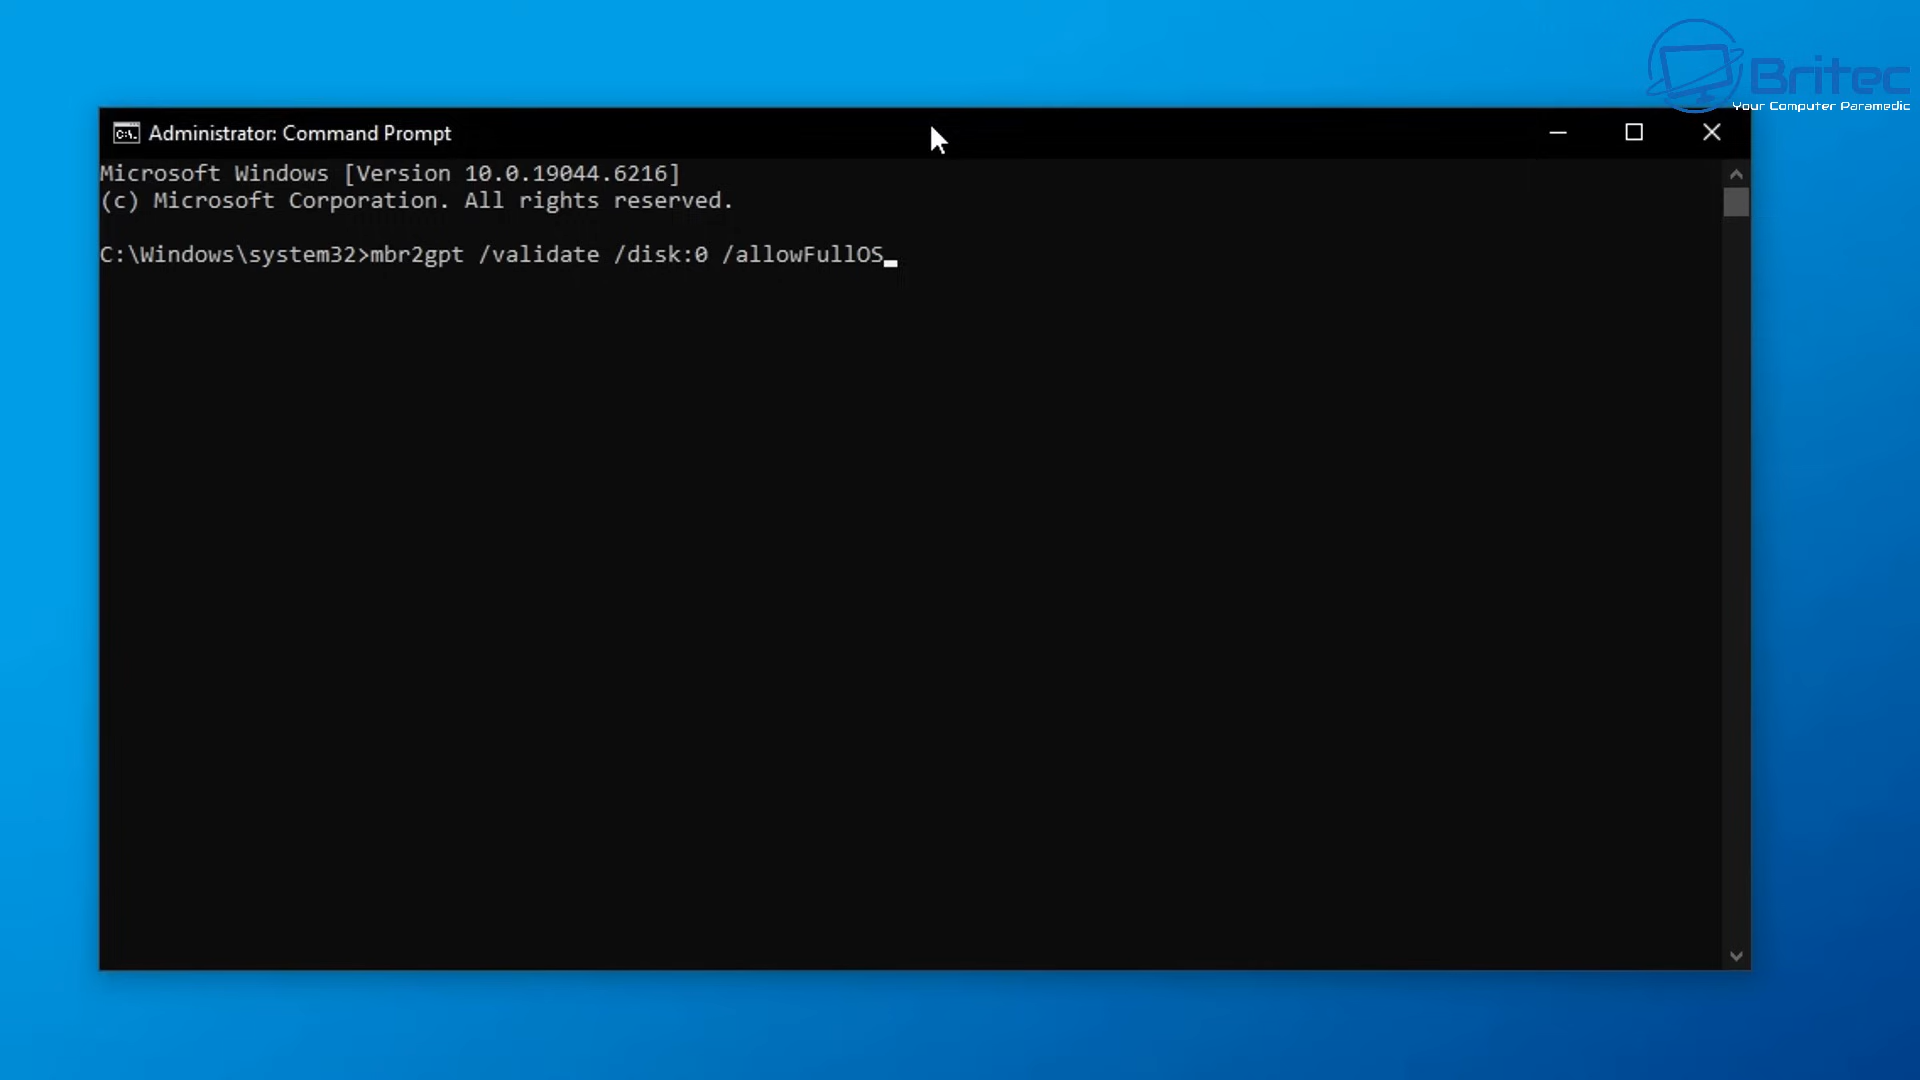 Britec
Your Computer Paramedic
Administrator: Command Prompt
Microsoft Windows [Version 10.0.19044.6216]
(c) Microsoft Corporation. All rights reserved.
C:\Windows\system32>mbr2gpt /validate /disk:0 /allowFullOS